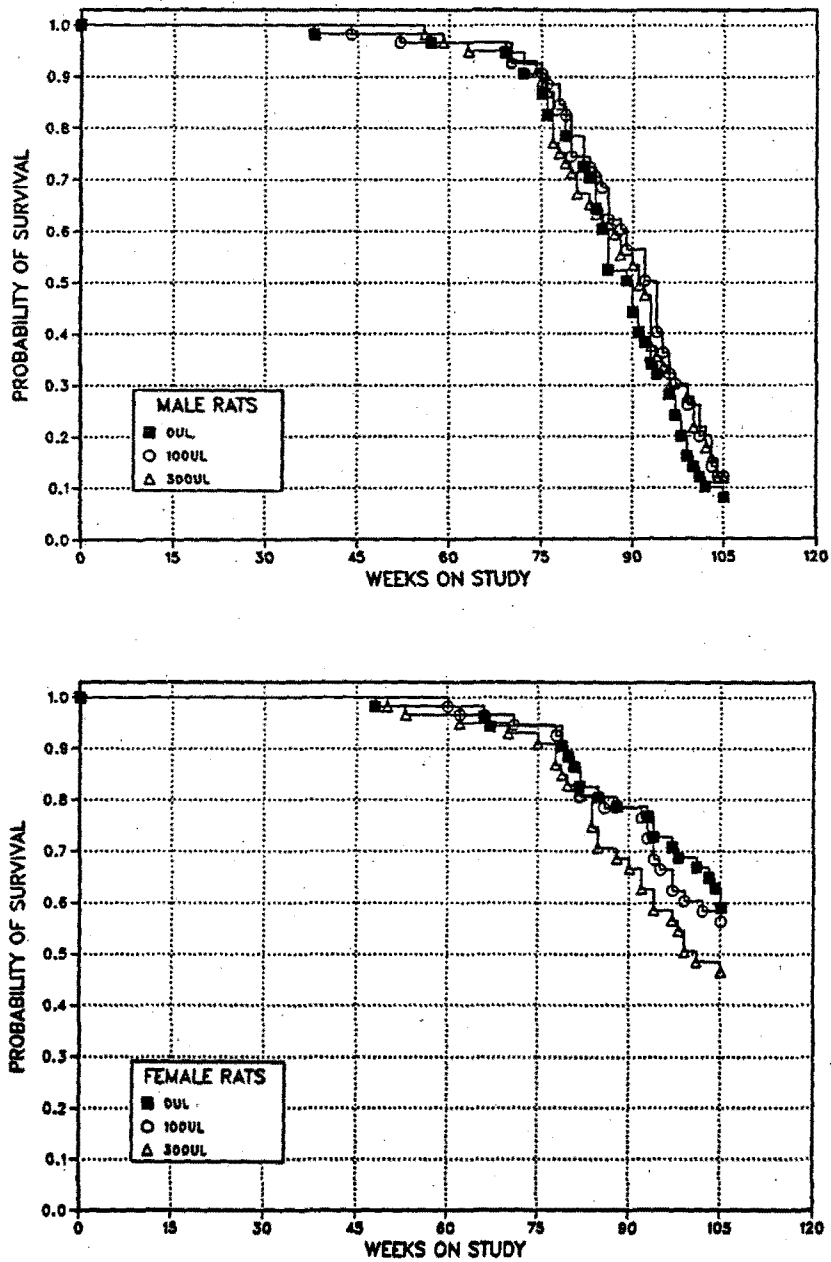 PROBABILITY OF SURVIVAL
1.0
0.9
0.8
0.7
0.6
0.5
0.4
0.3
0.2
0.1
0.0
MALE RATS
0UL
100UL
300UL
0 15 30 45 60 75 90 105 120
WEEKS ON STUDY
PROBABILITY OF SURVIVAL
1.0
0.9
0.8
0.7
0.6
0.5
0.4
0.3
0.2
0.1
0.0
FEMALE RATS
0UL
100UL
300UL
0 15 30 45 60 75 90 105 120
WEEKS ON STUDY